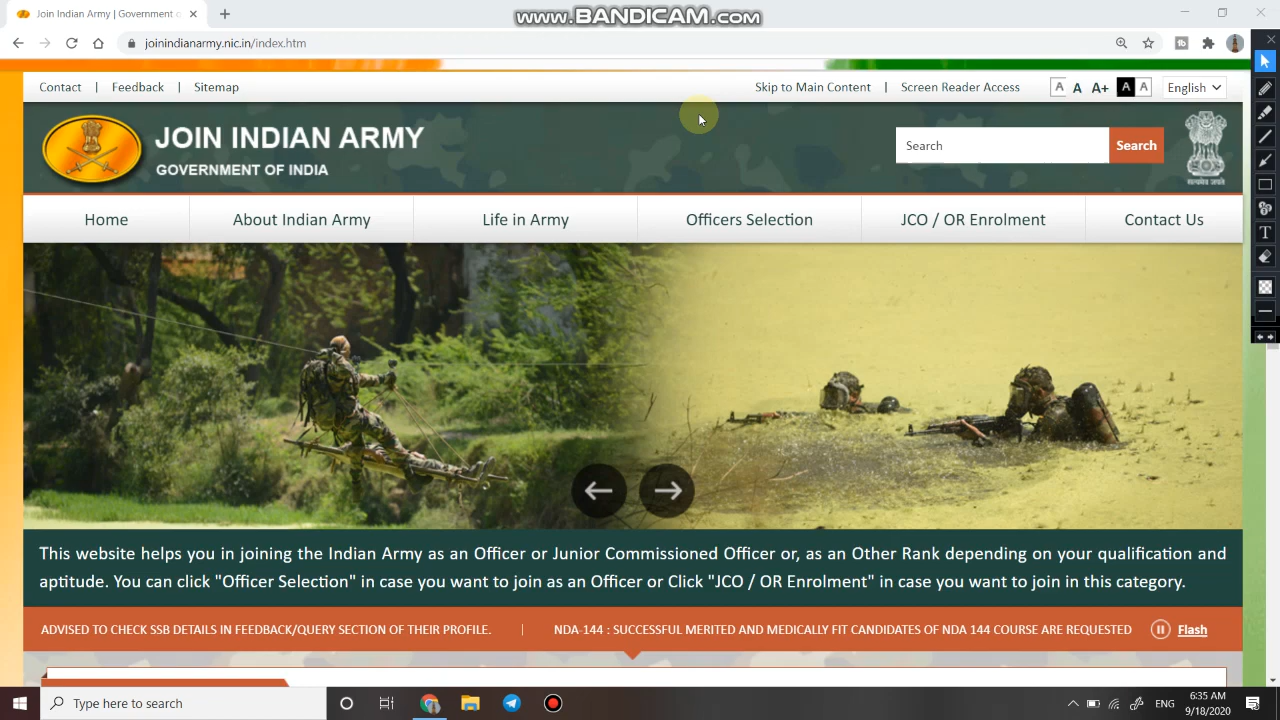 Join Indian Army | Government o
www.BANDICAM.com
joinindianarmy.nic.in/index.htm
Contact | Feedback | Sitemap
Skip to Main Content | Screen Reader Access
A A A+ A A English
JOIN INDIAN ARMY
GOVERNMENT OF INDIA
Search Search
सत्यमेव जयते
Home About Indian Army Life in Army Officers Selection JCO / OR Enrolment Contact Us
This website helps you in joining the Indian Army as an Officer or Junior Commissioned Officer or, as an Other Rank depending on your qualification and
aptitude. You can click "Officer Selection" in case you want to join as an Officer or Click "JCO / OR Enrolment" in case you want to join in this category.
ADVISED TO CHECK SSB DETAILS IN FEEDBACK/QUERY SECTION OF THEIR PROFILE. | NDA-144 : SUCCESSFUL MERITED AND MEDICALLY FIT CANDIDATES OF NDA 144 COURSE ARE REQUESTED Flash
Type here to search
ENG
6:35 AM
9/18/2020